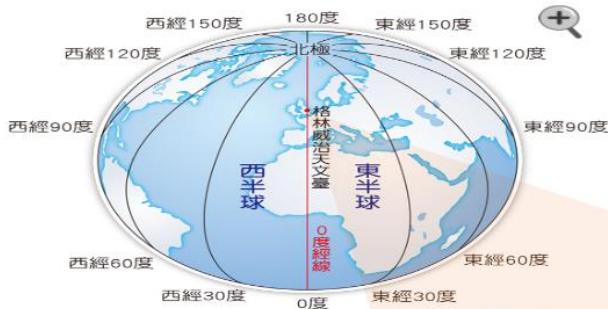 180度
西經150度
東經150度
西經120度
北極
東經120度
西經90度
格林威治天文臺
東經90度
西半球
東半球
0度經線
西經60度
東經60度
西經30度
0度
東經30度